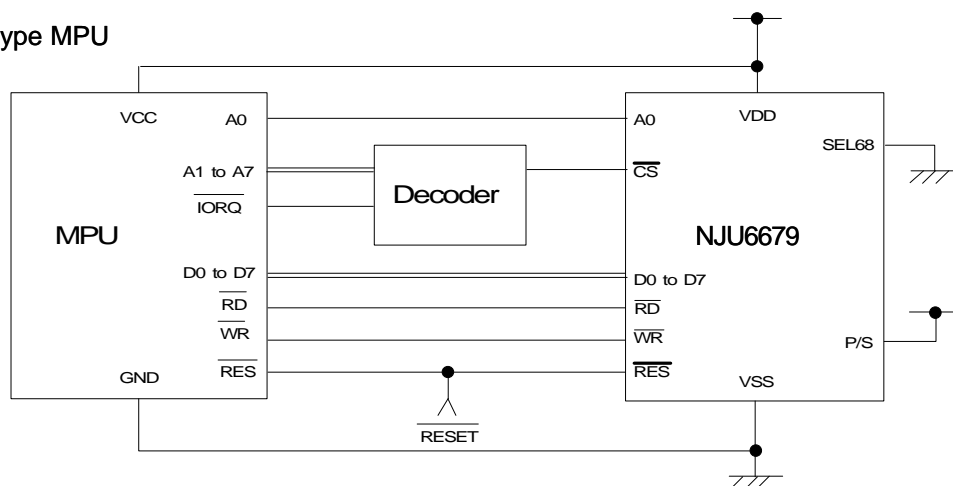 ype MPU
VCC
A0
A1 to A7
IORQ
MPU
D0 to D7
RD
WR
RES
GND
Decoder
RESET
A0
VDD
SEL68
CS
NJU6679
D0 to D7
RD
WR
P/S
RES
VSS